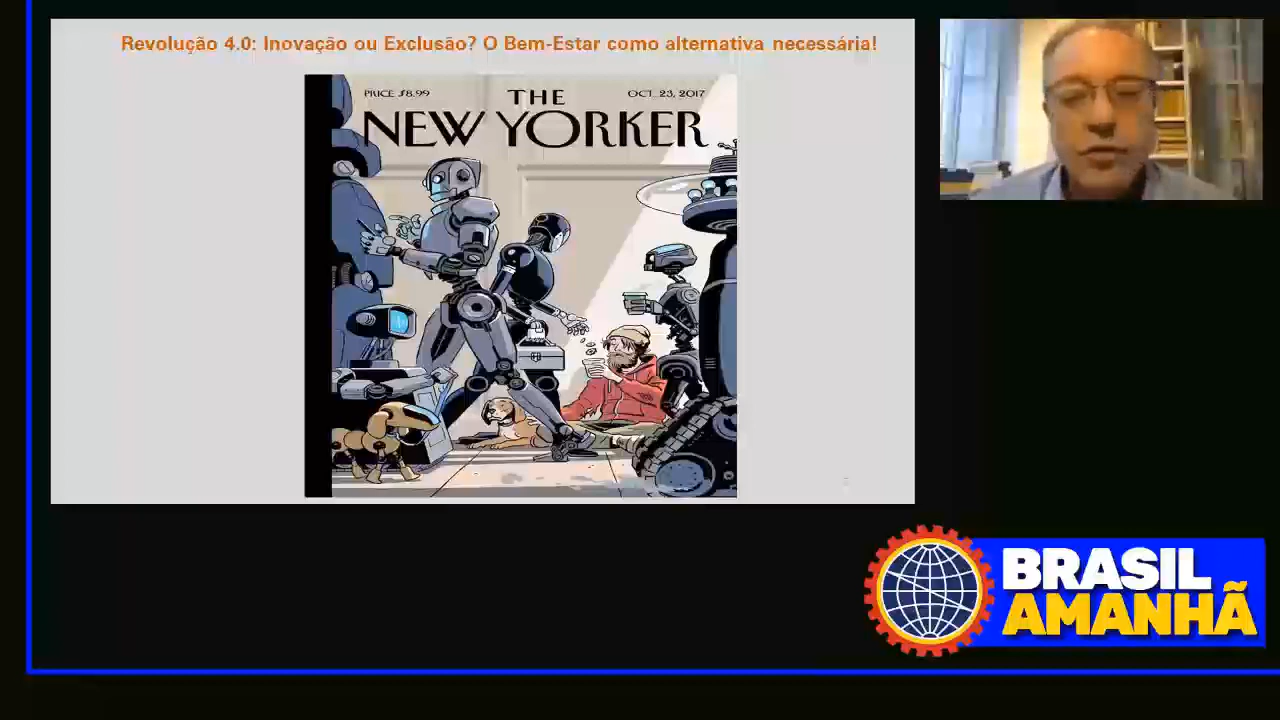 Revolução 4.0: Inovação ou Exclusão? O Bem-Estar como alternativa necessária!
PRICE $8.99
THE
OCT. 23, 2017
NEW YORKER
BRASIL
AMANHÃ